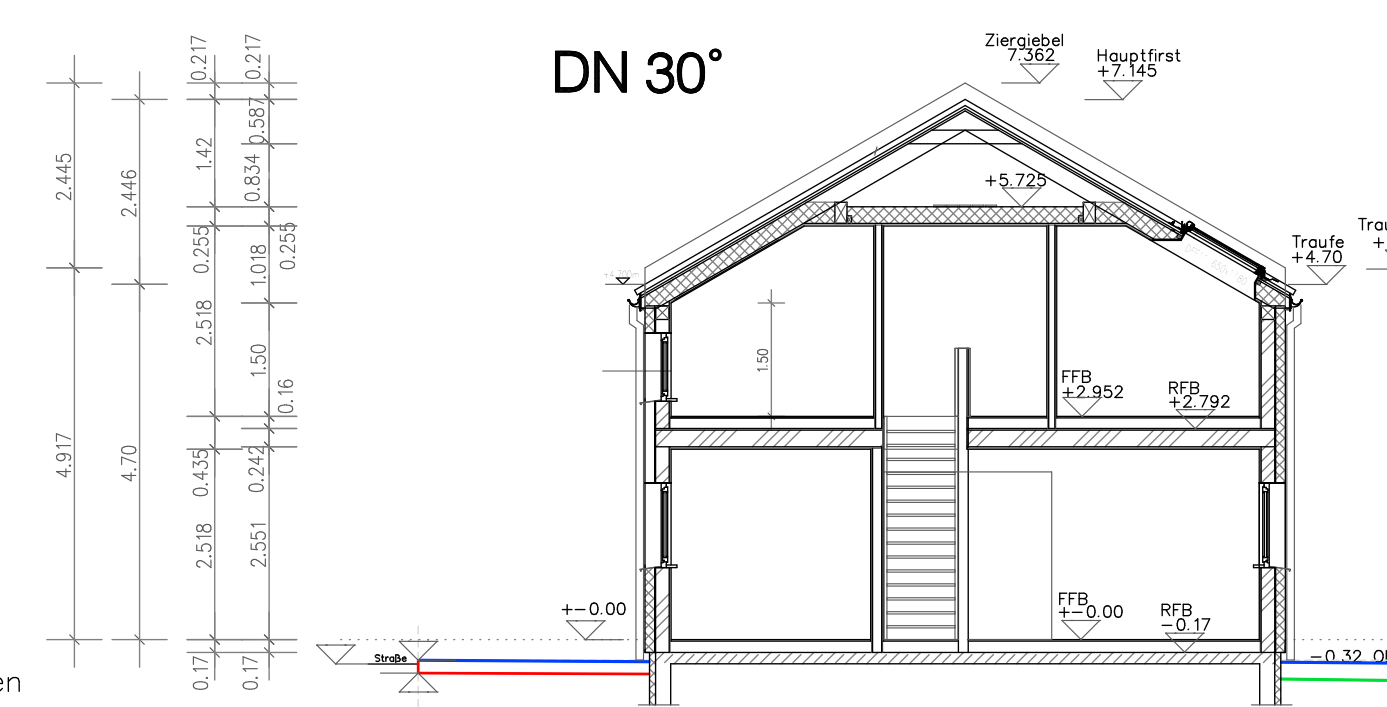 DN 30°
Ziergiebel
7.362
Hauptfirst
+7.145
+5.725
Traufe
+4.70
+4.700m
0.217
0.217
0.587
1.42
0.834
2.445
2.446
0.255
0.255
1.018
2.518
1.50
1.50
0.16
FFB
+2.952
RFB
+2.792
4.917
4.70
0.435
0.242
2.518
2.551
+-0.00
FFB
+-0.00
RFB
-0.17
Straße
-0.32
0.17
0.17
en